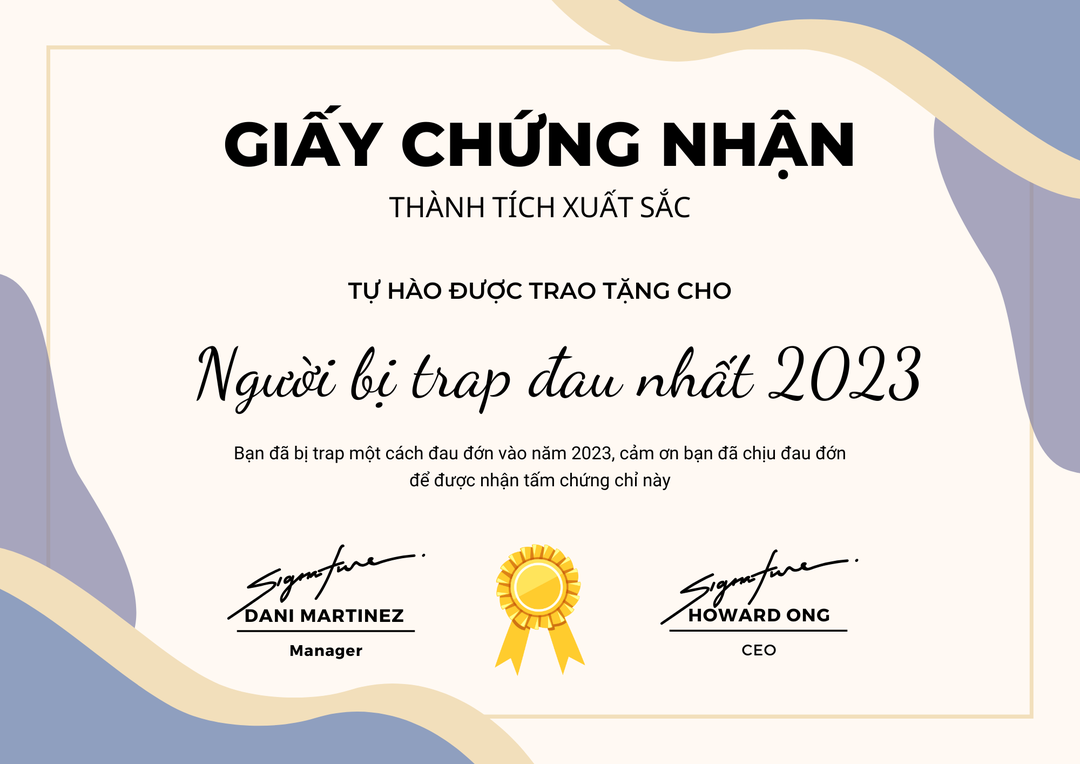 GIẤY CHỨNG NHẬN
THÀNH TÍCH XUẤT SẮC
TỰ HÀO ĐƯỢC TRAO TẶNG CHO
Người bị trap đau nhất 2023
Bạn đã bị trap một cách đau đớn vào năm 2023, cảm ơn bạn đã chịu đau đớn
để được nhận tấm chứng chỉ này
Signature Signature
DANI MARTINEZ HOWARD ONG
Manager CEO